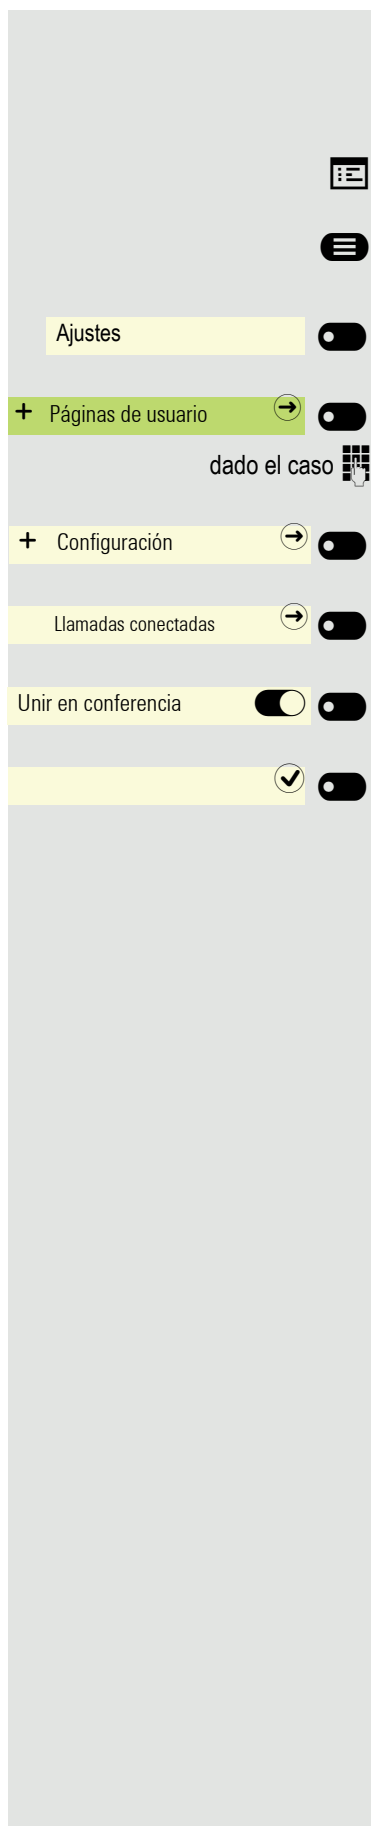 Ajustes
+ Páginas de usuario
dado el caso
+ Configuración
Llamadas conectadas
Unir en conferencia